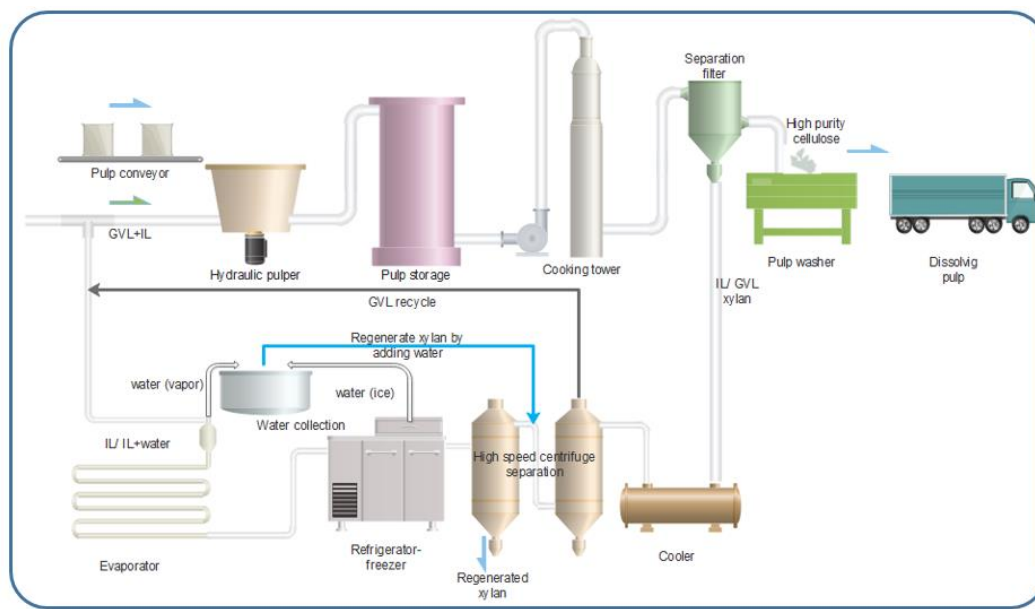 Separation
filter
High purity
cellulose
Pulp conveyor
GVL+IL
Hydraulic pulper
Pulp storage
Cooking tower
Pulp washer
Dissolvig
pulp
IL/ GVL
xylan
GVL recycle
Regenerate xylan by
adding water
water (vapor)
water (ice)
Water collection
IL/ IL+water
High speed centrifuge
separation
Evaporator
Refrigerator-
freezer
Cooler
Regenerated
xylan